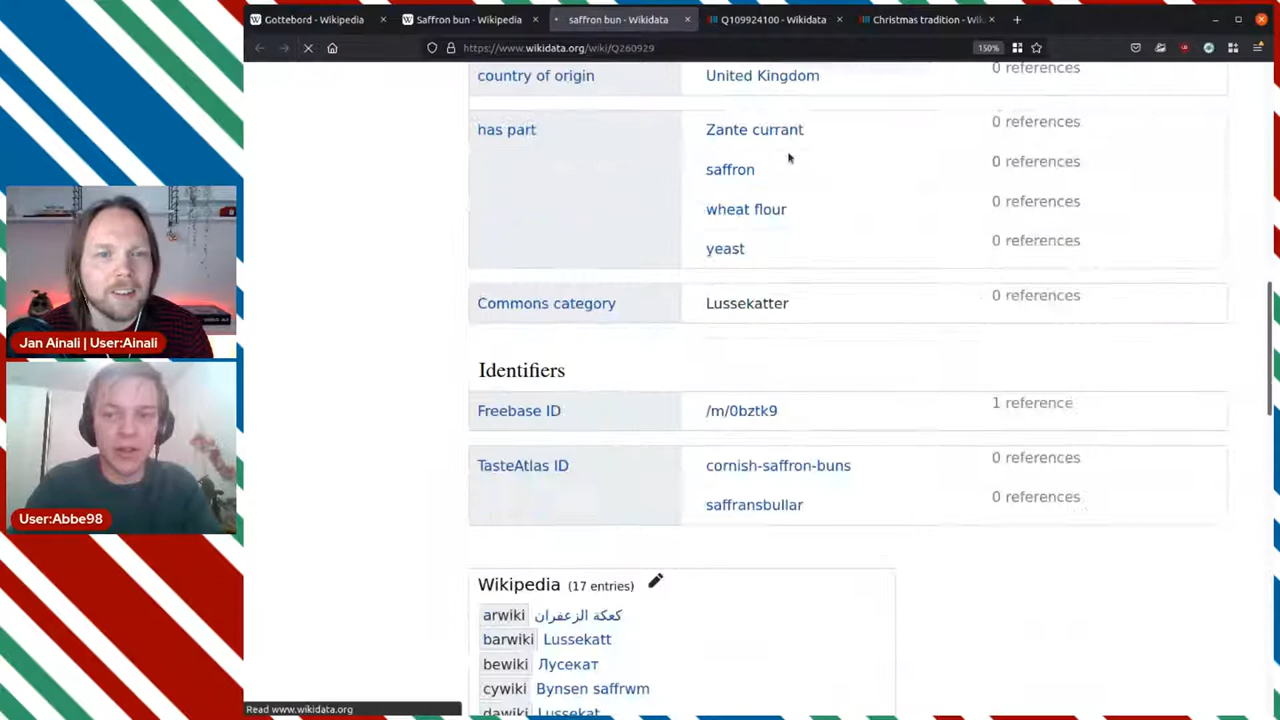 Gottebord - Wikipedia
Saffron bun - Wikipedia
saffron bun - Wikidata
Q109924100 - Wikidata
Christmas tradition - Wik
https://www.wikidata.org/wiki/Q260929
150%
country of origin
United Kingdom
0 references
has part
Zante currant
0 references
saffron
0 references
wheat flour
0 references
yeast
0 references
Commons category
Lussekatter
0 references
Identifiers
Freebase ID
/m/0bztk9
1 reference
TasteAtlas ID
cornish-saffron-buns
0 references
saffransbullar
0 references
Wikipedia (17 entries)
arwiki كعكة الزعفران
barwiki Lussekatt
bewiki Лусекат
cywiki Bynsen saffrwm
dawiki Lussekat
Read www.wikidata.org
Jan Ainali | User:Ainali
User:Abbe98